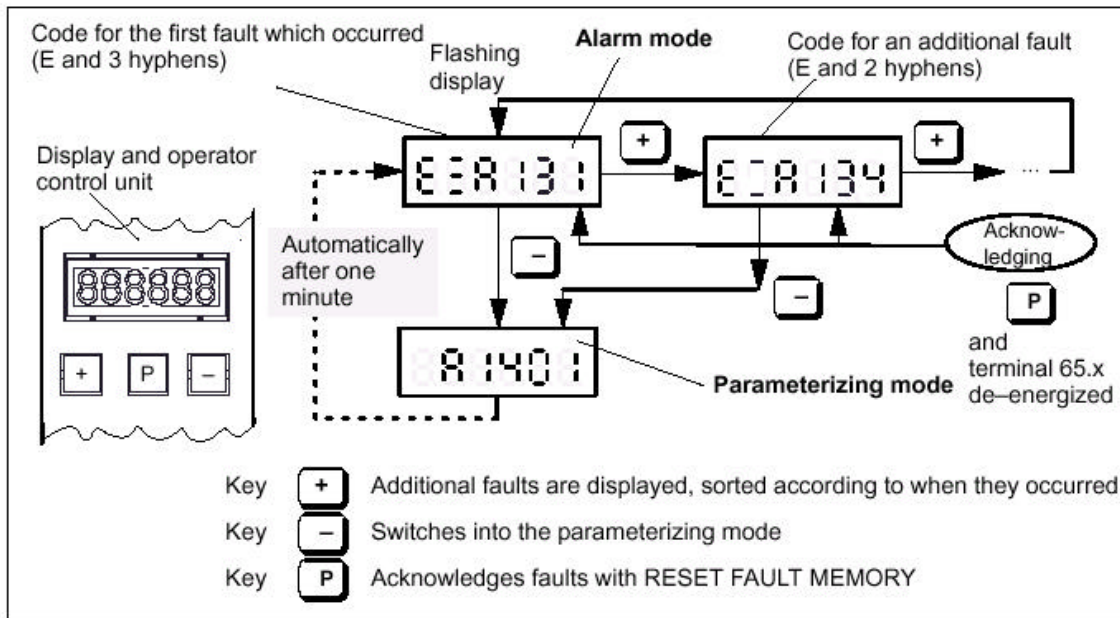 Code for the first fault which occurred
(E and 3 hyphens)
Flashing
display
Alarm mode
Code for an additional fault
(E and 2 hyphens)
+
+
Display and operator
control unit
E A131
E A134
...
Automatically
after one
minute
–
–
Acknow-
ledging
P
888888
A1401
and
terminal 65.x
de–energized
Parameterizing mode
+ P –
Key + Additional faults are displayed, sorted according to when they occurred
Key – Switches into the parameterizing mode
Key P Acknowledges faults with RESET FAULT MEMORY